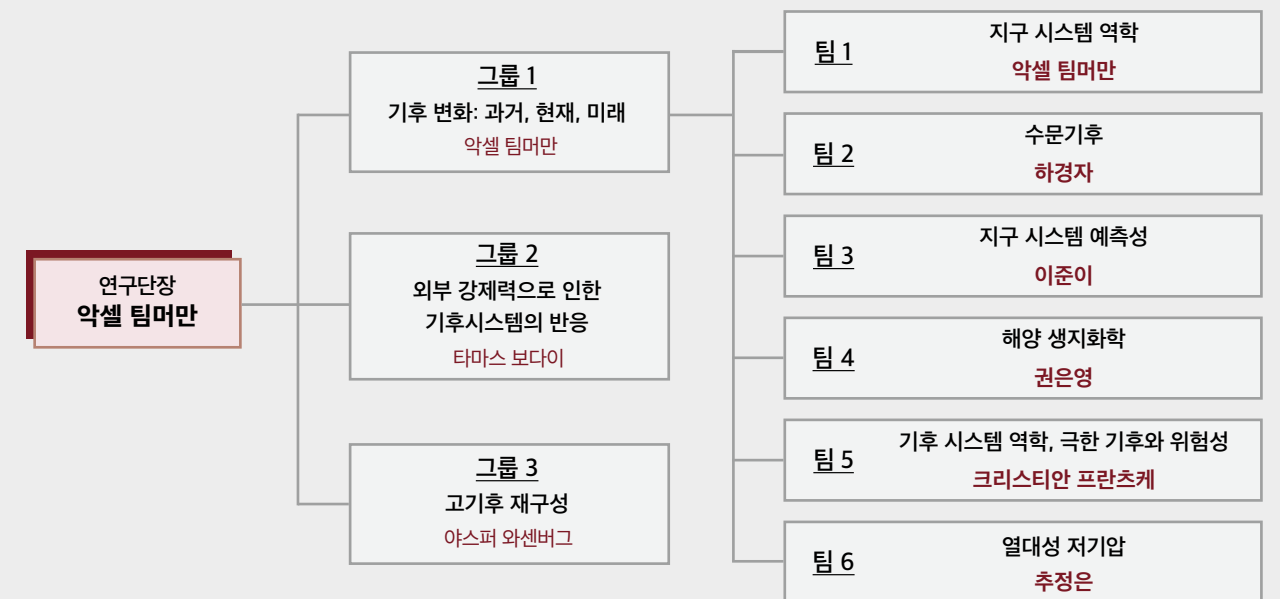 연구단장
악셀 팀머만
그룹 1
기후 변화: 과거, 현재, 미래
악셀 팀머만
그룹 2
외부 강제력으로 인한
기후시스템의 반응
타마스 보다이
그룹 3
고기후 재구성
야스퍼 와센버그
팀 1
지구 시스템 역학
악셀 팀머만
팀 2
수문기후
하경자
팀 3
지구 시스템 예측성
이준이
팀 4
해양 생지화학
권은영
팀 5
기후 시스템 역학, 극한 기후와 위험성
크리스티안 프란츠케
팀 6
열대성 저기압
추정은